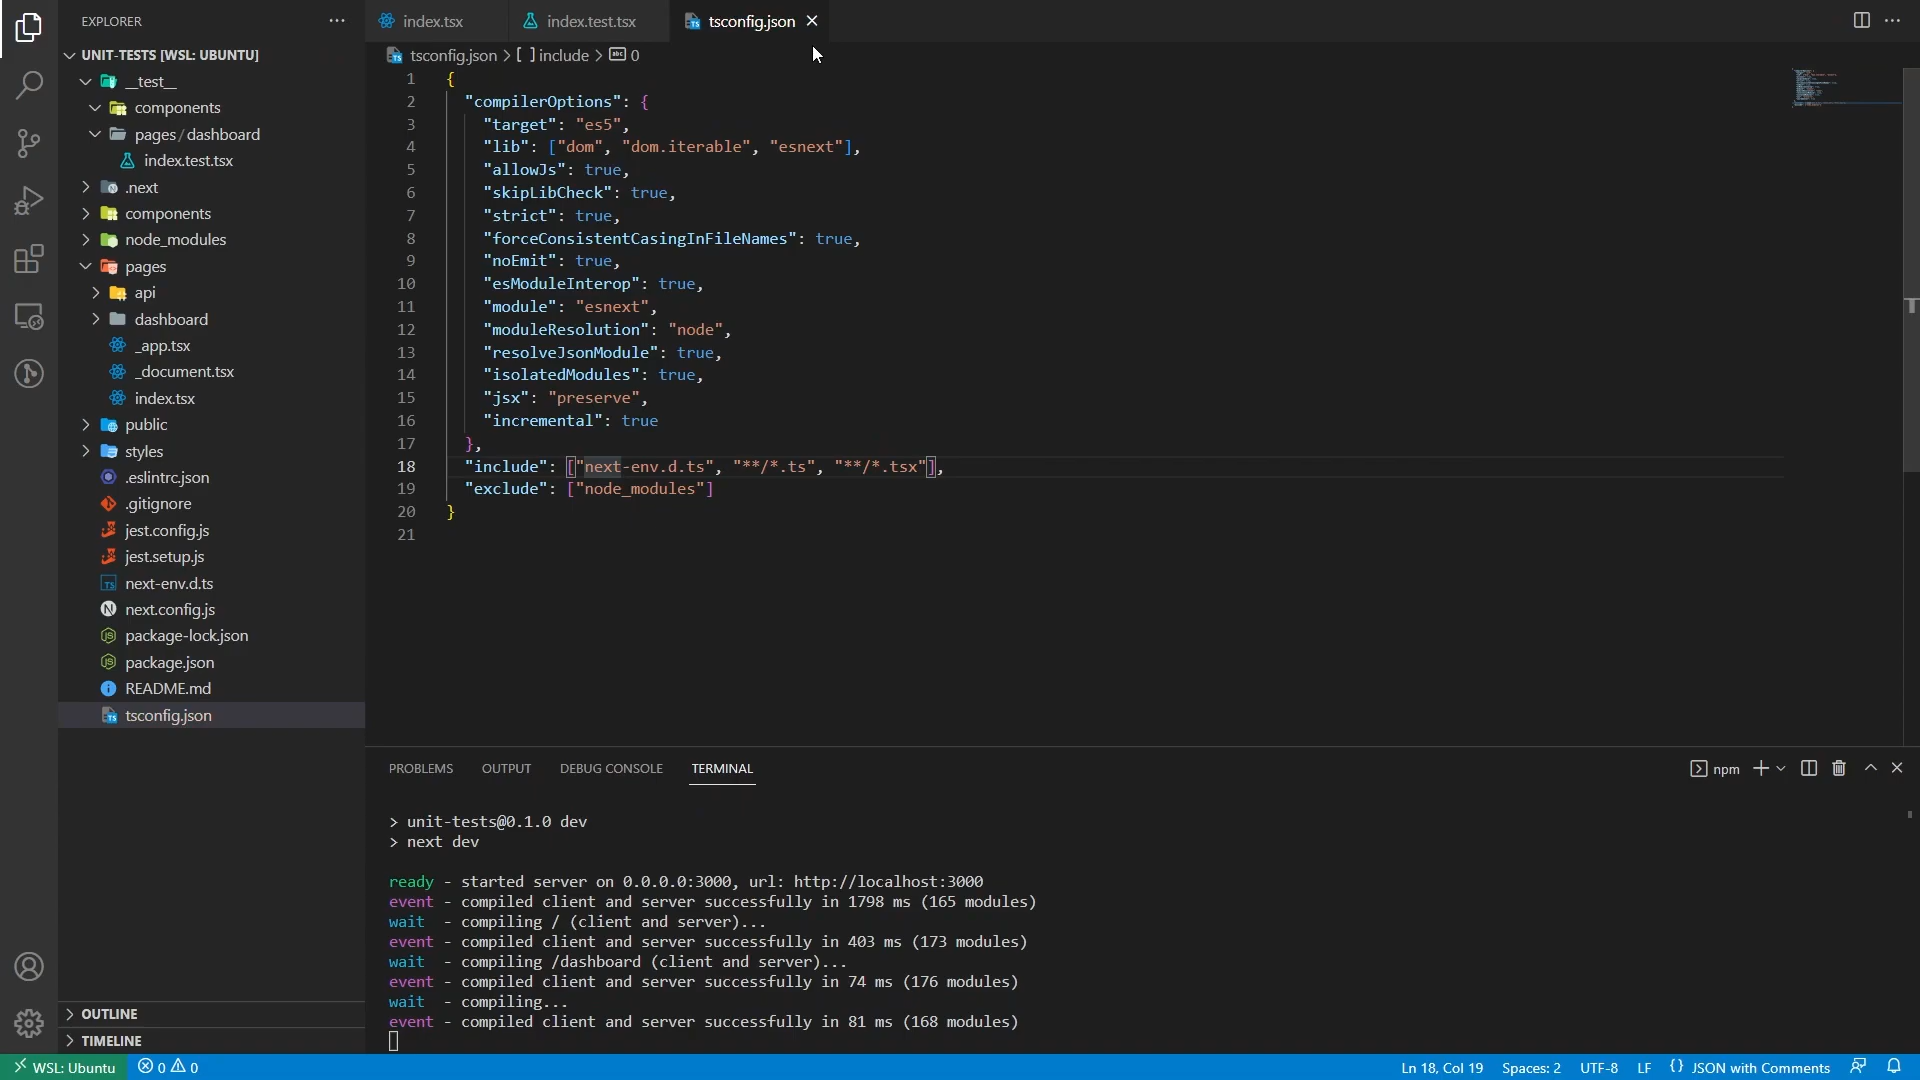 EXPLORER
UNIT-TESTS [WSL: UBUNTU]
__test__
components
pages / dashboard
index.test.tsx
.next
components
node_modules
pages
api
dashboard
_app.tsx
_document.tsx
index.tsx
public
styles
.eslintrc.json
.gitignore
jest.config.js
jest.setup.js
next-env.d.ts
next.config.js
package-lock.json
package.json
README.md
tsconfig.json
OUTLINE
TIMELINE
index.tsx
index.test.tsx
tsconfig.json
tsconfig.json > [ ] include > abc 0
1 {
2 "compilerOptions": {
3 "target": "es5",
4 "lib": ["dom", "dom.iterable", "esnext"],
5 "allowJs": true,
6 "skipLibCheck": true,
7 "strict": true,
8 "forceConsistentCasingInFileNames": true,
9 "noEmit": true,
10 "esModuleInterop": true,
11 "module": "esnext",
12 "moduleResolution": "node",
13 "resolveJsonModule": true,
14 "isolatedModules": true,
15 "jsx": "preserve",
16 "incremental": true
17 },
18 "include": ["next-env.d.ts", "**/*.ts", "**/*.tsx"],
19 "exclude": ["node_modules"]
20 }
21
PROBLEMS OUTPUT DEBUG CONSOLE TERMINAL
npm
> unit-tests@0.1.0 dev
> next dev
ready - started server on 0.0.0.0:3000, url: http://localhost:3000
event - compiled client and server successfully in 1798 ms (165 modules)
wait - compiling / (client and server)...
event - compiled client and server successfully in 403 ms (173 modules)
wait - compiling /dashboard (client and server)...
event - compiled client and server successfully in 74 ms (176 modules)
wait - compiling...
event - compiled client and server successfully in 81 ms (168 modules)
WSL: Ubuntu 0 0 Ln 18, Col 19 Spaces: 2 UTF-8 LF {} JSON with Comments